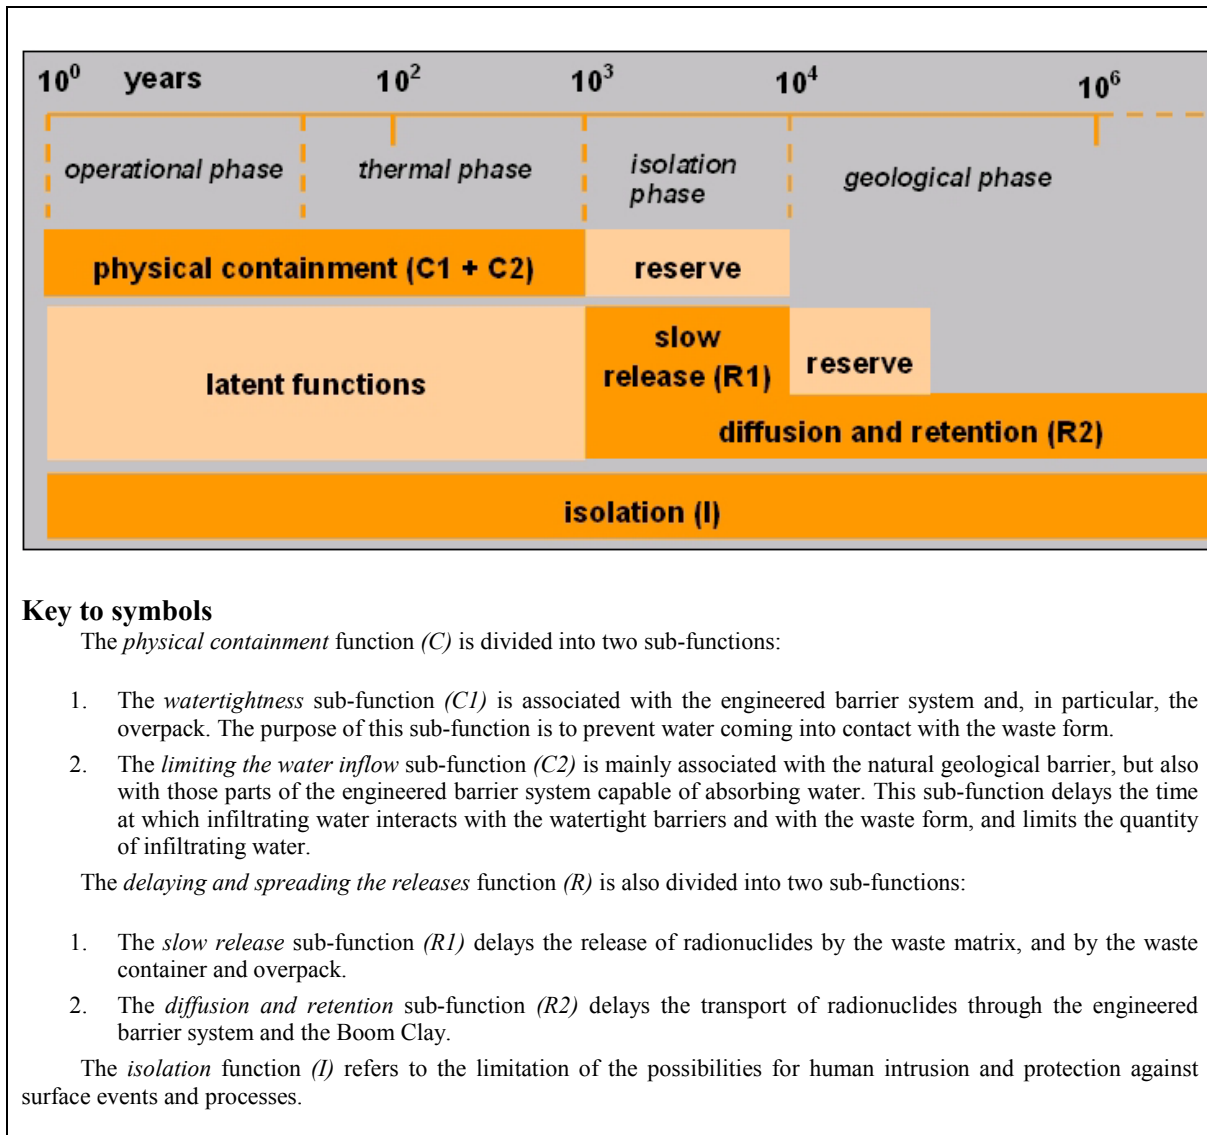 10⁰ years 10² 10³ 10⁴ 10⁶
operational phase thermal phase isolation phase geological phase
physical containment (C1 + C2) reserve
latent functions
slow
release (R1) reserve
diffusion and retention (R2)
isolation (I)
Key to symbols
The physical containment function (C) is divided into two sub-functions:
1. The watertightness sub-function (C1) is associated with the engineered barrier system and, in particular, the
overpack. The purpose of this sub-function is to prevent water coming into contact with the waste form.
2. The limiting the water inflow sub-function (C2) is mainly associated with the natural geological barrier, but also
with those parts of the engineered barrier system capable of absorbing water. This sub-function delays the time
at which infiltrating water interacts with the watertight barriers and with the waste form, and limits the quantity
of infiltrating water.
The delaying and spreading the releases function (R) is also divided into two sub-functions:
1. The slow release sub-function (R1) delays the release of radionuclides by the waste matrix, and by the waste
container and overpack.
2. The diffusion and retention sub-function (R2) delays the transport of radionuclides through the engineered
barrier system and the Boom Clay.
The isolation function (I) refers to the limitation of the possibilities for human intrusion and protection against
surface events and processes.